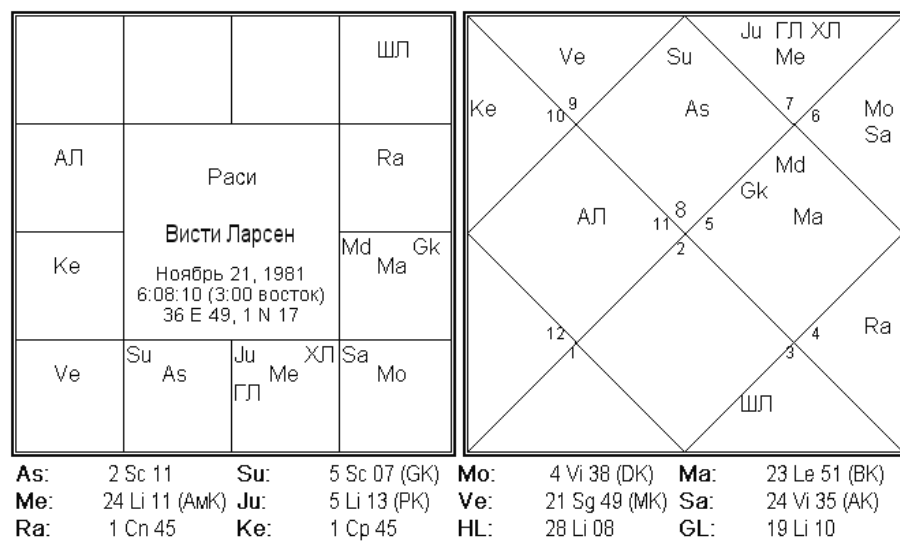 ШЛ
АЛ
Ra
Раси
Висти Ларсен
Ноябрь 21, 1981
6:08:10 (3:00 восток)
36 E 49, 1 N 17
Ke
Md Gk
Ma
Ve
Su
As
Ju ХЛ
Me
ГЛ
Sa
Mo
Ju ГЛ ХЛ
Me
Ve
Su
Ke
10 9
As
7 6
Mo
Sa
Md
Gk
АЛ
8
11 5
2
Ma
12
1
4
3
Ra
ШЛ
As: 2 Sc 11 Su: 5 Sc 07 (GK) Mo: 4 Vi 38 (DK) Ma: 23 Le 51 (BK)
Me: 24 Li 11 (АмК) Ju: 5 Li 13 (PK) Ve: 21 Sg 49 (MK) Sa: 24 Vi 35 (AK)
Ra: 1 Cn 45 Ke: 1 Cp 45 HL: 28 Li 08 GL: 19 Li 10